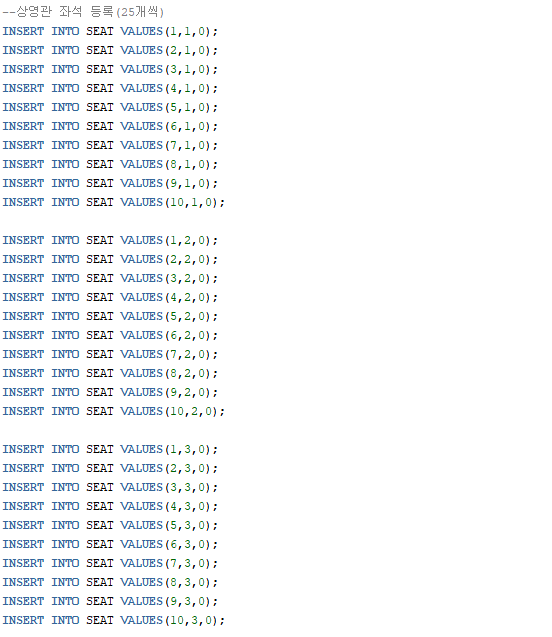 --상영관 좌석 등록(25개씩)
INSERT INTO SEAT VALUES(1,1,0);
INSERT INTO SEAT VALUES(2,1,0);
INSERT INTO SEAT VALUES(3,1,0);
INSERT INTO SEAT VALUES(4,1,0);
INSERT INTO SEAT VALUES(5,1,0);
INSERT INTO SEAT VALUES(6,1,0);
INSERT INTO SEAT VALUES(7,1,0);
INSERT INTO SEAT VALUES(8,1,0);
INSERT INTO SEAT VALUES(9,1,0);
INSERT INTO SEAT VALUES(10,1,0);

INSERT INTO SEAT VALUES(1,2,0);
INSERT INTO SEAT VALUES(2,2,0);
INSERT INTO SEAT VALUES(3,2,0);
INSERT INTO SEAT VALUES(4,2,0);
INSERT INTO SEAT VALUES(5,2,0);
INSERT INTO SEAT VALUES(6,2,0);
INSERT INTO SEAT VALUES(7,2,0);
INSERT INTO SEAT VALUES(8,2,0);
INSERT INTO SEAT VALUES(9,2,0);
INSERT INTO SEAT VALUES(10,2,0);

INSERT INTO SEAT VALUES(1,3,0);
INSERT INTO SEAT VALUES(2,3,0);
INSERT INTO SEAT VALUES(3,3,0);
INSERT INTO SEAT VALUES(4,3,0);
INSERT INTO SEAT VALUES(5,3,0);
INSERT INTO SEAT VALUES(6,3,0);
INSERT INTO SEAT VALUES(7,3,0);
INSERT INTO SEAT VALUES(8,3,0);
INSERT INTO SEAT VALUES(9,3,0);
INSERT INTO SEAT VALUES(10,3,0);